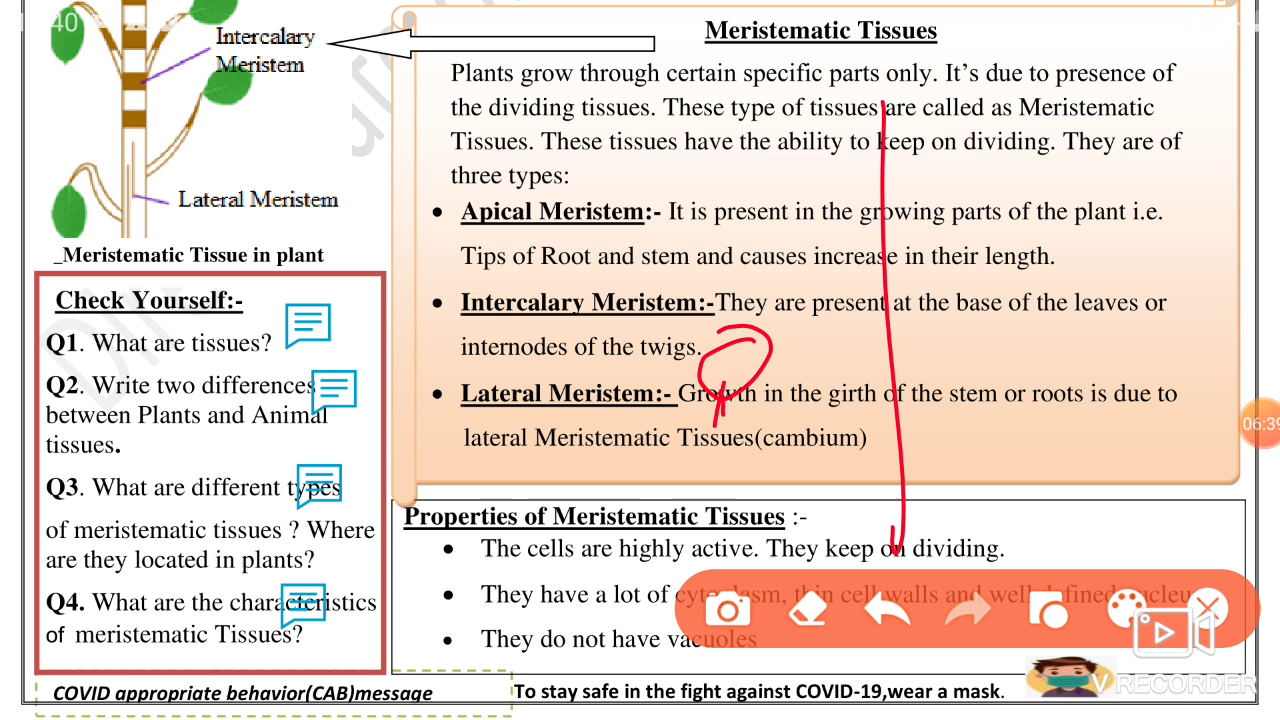 40
Intercalary
Meristem
Lateral Meristem
_Meristematic Tissue in plant
Check Yourself:-
Q1. What are tissues?
Q2. Write two differences
between Plants and Animal
tissues.
Q3. What are different types
of meristematic tissues ? Where
are they located in plants?
Q4. What are the characteristics
of meristematic Tissues?
Meristematic Tissues
Plants grow through certain specific parts only. It's due to presence of
the dividing tissues. These type of tissues are called as Meristematic
Tissues. These tissues have the ability to keep on dividing. They are of
three types:
• Apical Meristem:- It is present in the growing parts of the plant i.e.
Tips of Root and stem and causes increase in their length.
• Intercalary Meristem:-They are present at the base of the leaves or
internodes of the twigs.
• Lateral Meristem:- Growth in the girth of the stem or roots is due to
lateral Meristematic Tissues(cambium)
06:39
Properties of Meristematic Tissues :-
• The cells are highly active. They keep on dividing.
• They have a lot of cytoplasm, thin cell walls and well defined
• They do not have vacuoles
COVID appropriate behavior(CAB)message
To stay safe in the fight against COVID-19,wear a mask.
V RECORDER